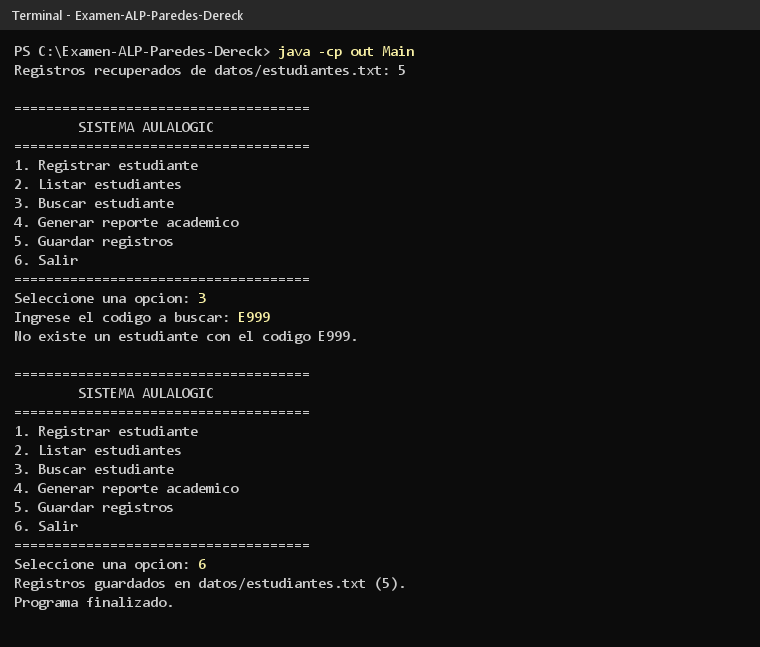 Terminal - Examen-ALP-Paredes-Dereck
PS C:\Examen-ALP-Paredes-Dereck> java -cp out Main
Registros recuperados de datos/estudiantes.txt: 5
=====================================
SISTEMA AULALOGIC
=====================================
1. Registrar estudiante
2. Listar estudiantes
3. Buscar estudiante
4. Generar reporte academico
5. Guardar registros
6. Salir
=====================================
Seleccione una opcion: 3
Ingrese el codigo a buscar: E999
No existe un estudiante con el codigo E999.
=====================================
SISTEMA AULALOGIC
=====================================
1. Registrar estudiante
2. Listar estudiantes
3. Buscar estudiante
4. Generar reporte academico
5. Guardar registros
6. Salir
=====================================
Seleccione una opcion: 6
Registros guardados en datos/estudiantes.txt (5).
Programa finalizado.